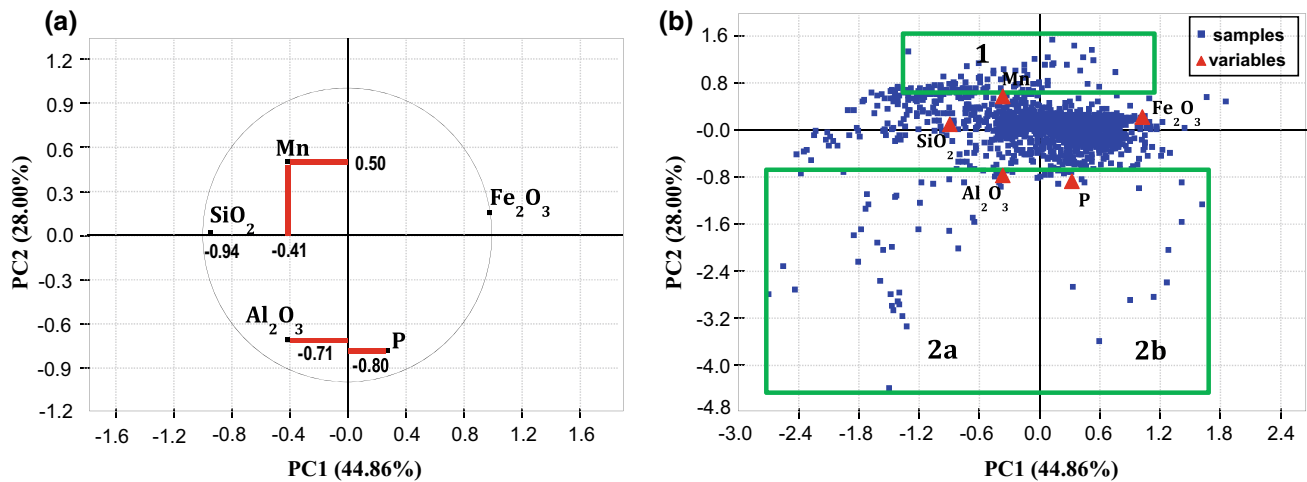 (a)
1.2
0.9
0.6
0.3
0.0
-0.3
-0.6
-0.9
-1.2
PC2 (28.00%)
Mn
0.50
Fe2O3
SiO2
-0.94
-0.41
Al2O3
-0.71
P
-0.80
-1.6 -1.2 -0.8 -0.4 -0.0 0.4 0.8 1.2 1.6
PC1 (44.86%)
(b)
1.6
0.8
-0.0
-0.8
-1.6
-2.4
-3.2
-4.0
-4.8
PC2 (28.00%)
samples
variables
1
Mn
Fe2O3
SiO2
Al2O3
P
2a
2b
-3.0 -2.4 -1.8 -1.2 -0.6 0.0 0.6 1.2 1.8 2.4
PC1 (44.86%)